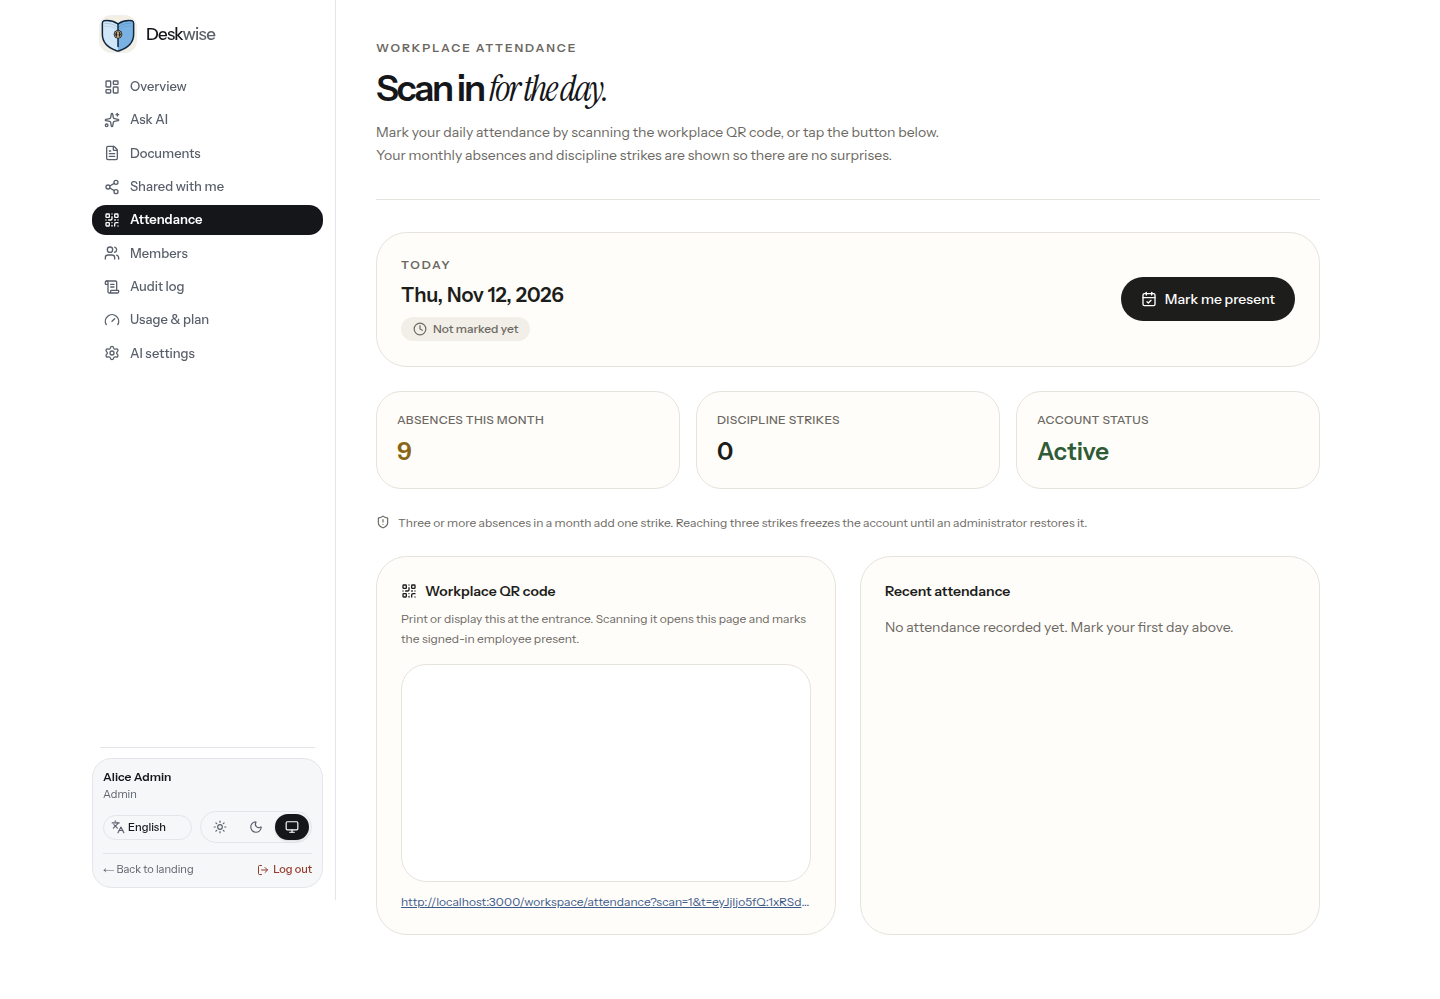 Deskwise
Overview
Ask AI
Documents
Shared with me
Attendance
Members
Audit log
Usage & plan
AI settings
Alice Admin
Admin
English
← Back to landing
Log out
WORKPLACE ATTENDANCE
Scan in for the day.
Mark your daily attendance by scanning the workplace QR code, or tap the button below.
Your monthly absences and discipline strikes are shown so there are no surprises.
TODAY
Thu, Nov 12, 2026
Not marked yet
Mark me present
ABSENCES THIS MONTH
9
DISCIPLINE STRIKES
0
ACCOUNT STATUS
Active
Three or more absences in a month add one strike. Reaching three strikes freezes the account until an administrator restores it.
Workplace QR code
Print or display this at the entrance. Scanning it opens this page and marks
the signed-in employee present.
http://localhost:3000/workspace/attendance?scan=1&t=eyJjIjo5fQ:1xRSd…
Recent attendance
No attendance recorded yet. Mark your first day above.